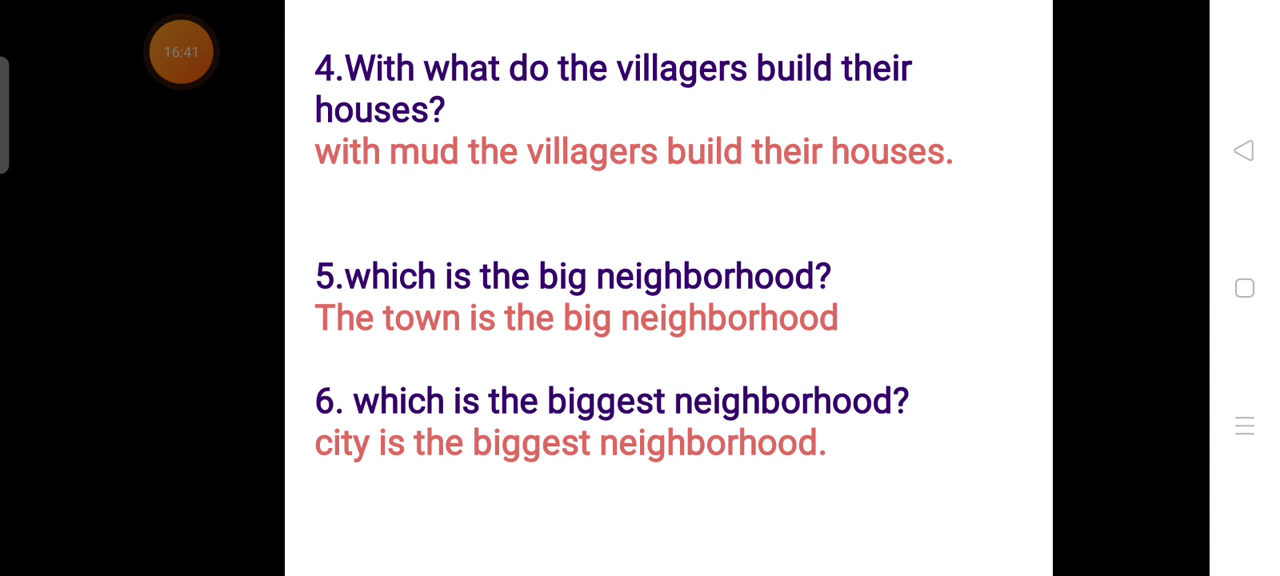 16:41
4.With what do the villagers build their
houses?
with mud the villagers build their houses.
5.which is the big neighborhood?
The town is the big neighborhood
6. which is the biggest neighborhood?
city is the biggest neighborhood.